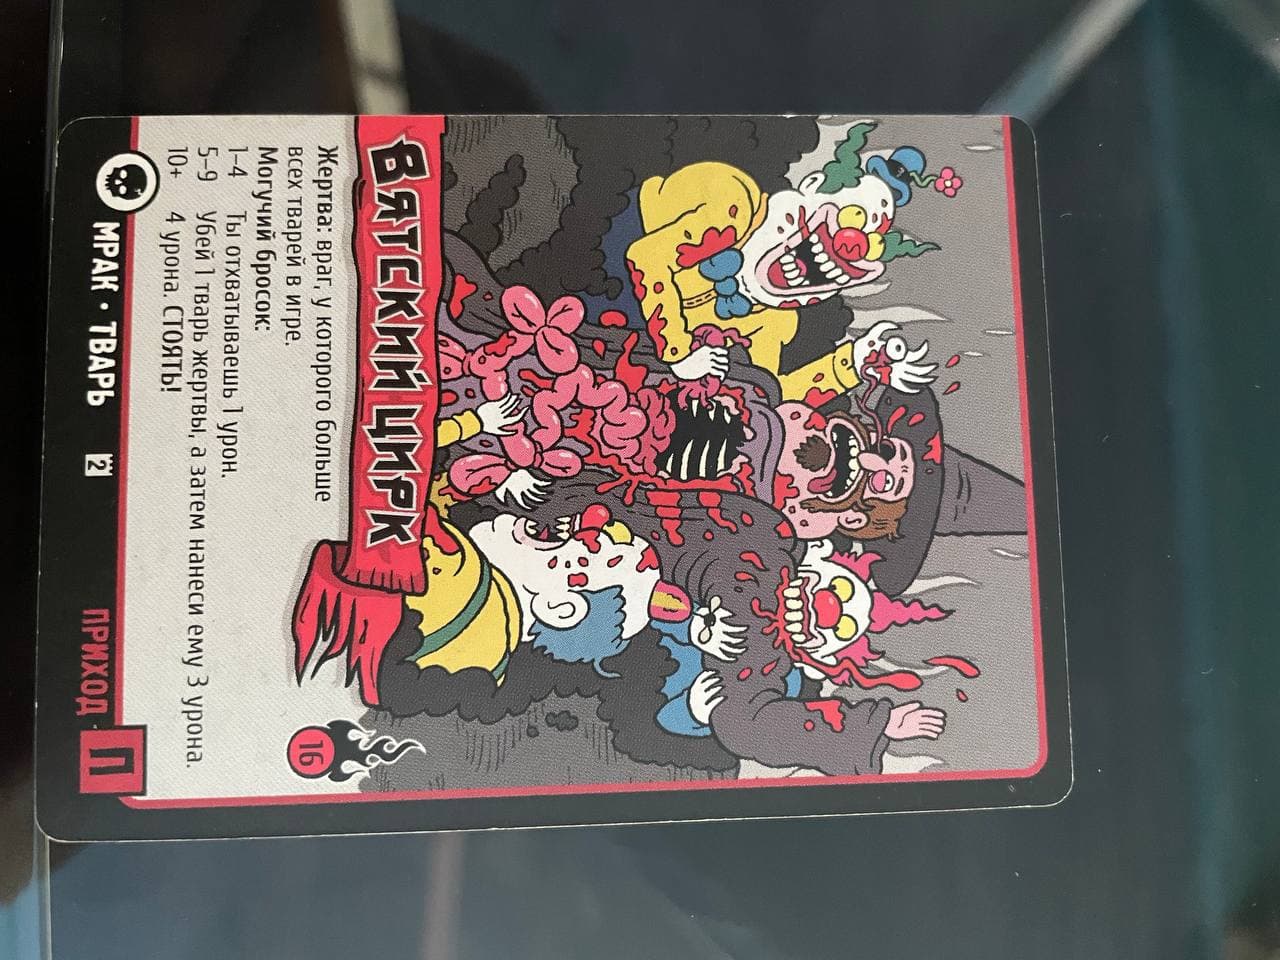 Вятский цирк
Жертва: враг, у которого больше
всех тварей в игре.
16
Могучий бросок:
1–4 Ты отхватываешь 1 урон.
5–9 Убей 1 тварь жертвы, а затем нанеси ему 3 урона.
10+ 4 урона. СТОЯТЬ!
МРАК · ТВАРЬ 2 ПРИХОД П